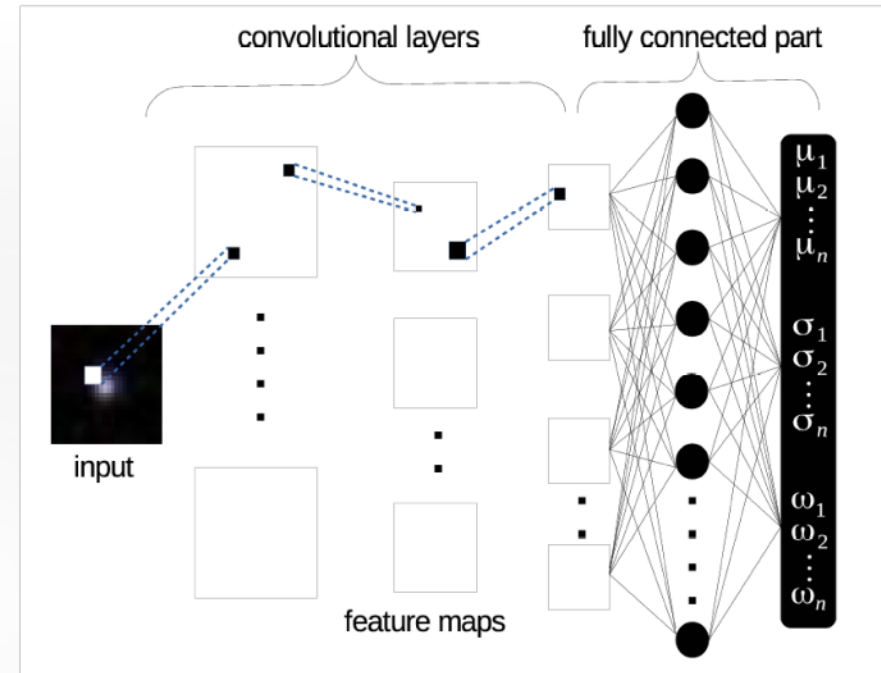 convolutional layers
fully connected part
input
feature maps
μ₁
μ₂
⋮
μₙ
σ₁
σ₂
⋮
σₙ
ω₁
ω₂
⋮
ωₙ